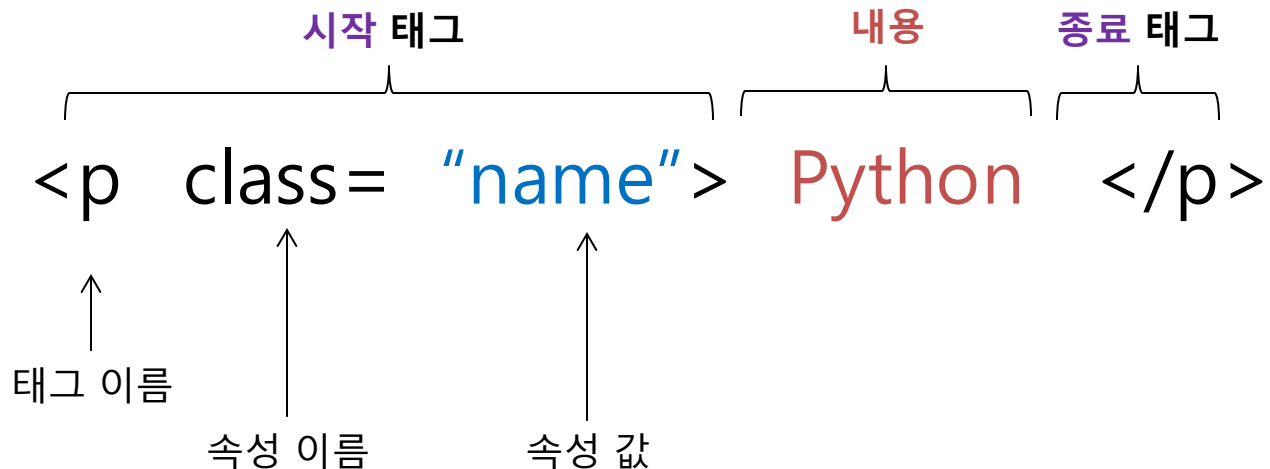 시작 태그 내용 종료 태그
<p class= “name”> Python </p>
태그 이름
속성 이름 속성 값